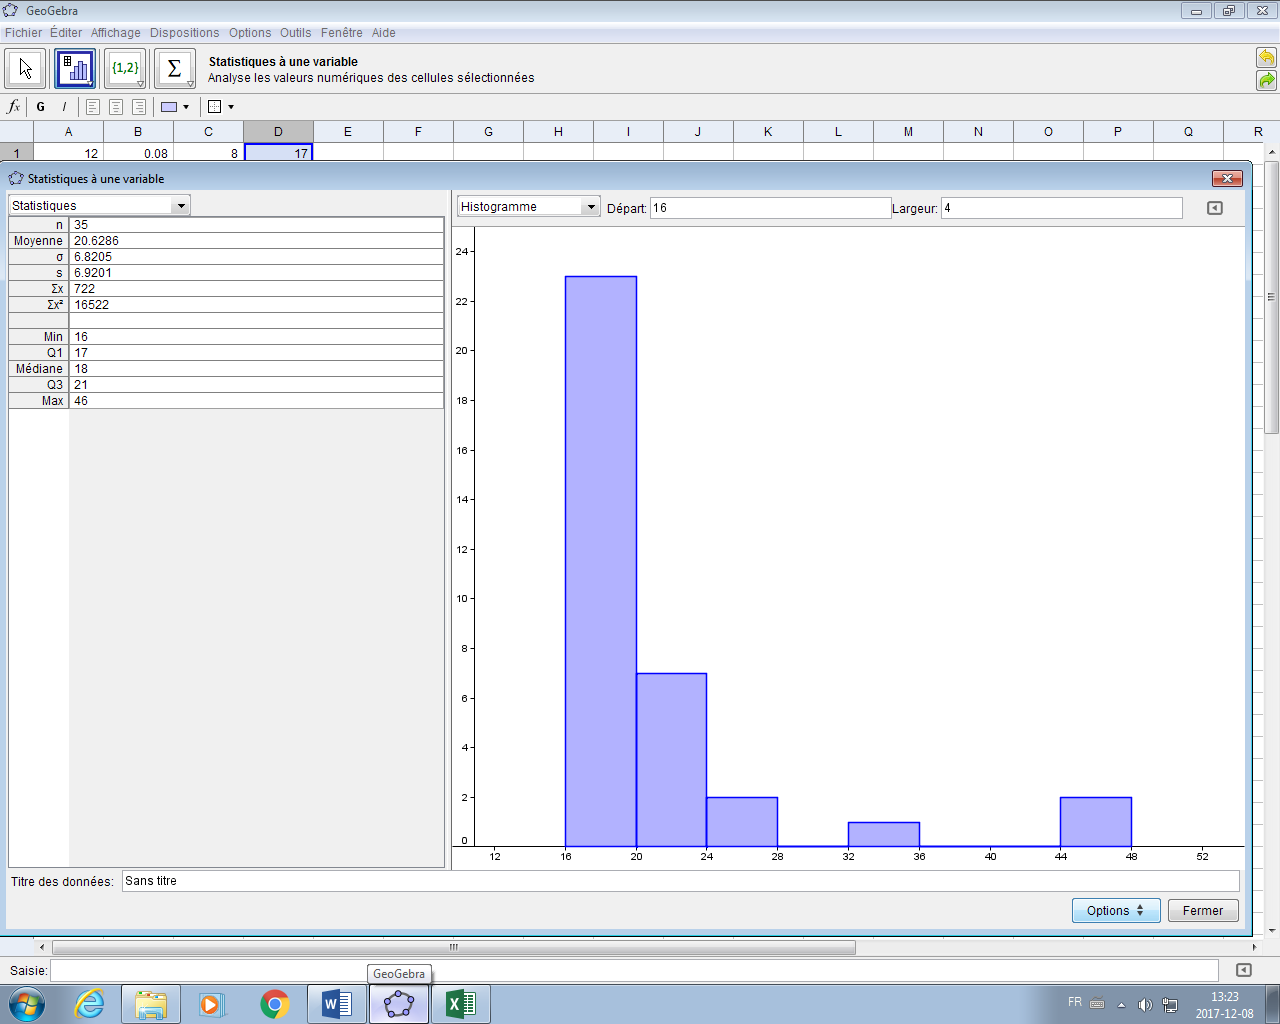 GeoGebra
Fichier Éditer Affichage Dispositions Options Outils Fenêtre Aide
{1,2} Σ
Statistiques à une variable
Analyse les valeurs numériques des cellules sélectionnées
fx G I
A B C D E F G H I J K L M N O P Q R
1 12 0.08 8 17
Statistiques à une variable
Statistiques
n 35
Moyenne 20.6286
σ 6.8205
s 6.9201
Σx 722
Σx² 16522
Min 16
Q1 17
Médiane 18
Q3 21
Max 46
Histogramme Départ: 16 Largeur: 4
24
22
20
18
16
14
12
10
8
6
4
2
0
12 16 20 24 28 32 36 40 44 48 52
Titre des données: Sans titre
Options Fermer
Saisie:
GeoGebra
FR 13:23
2017-12-08